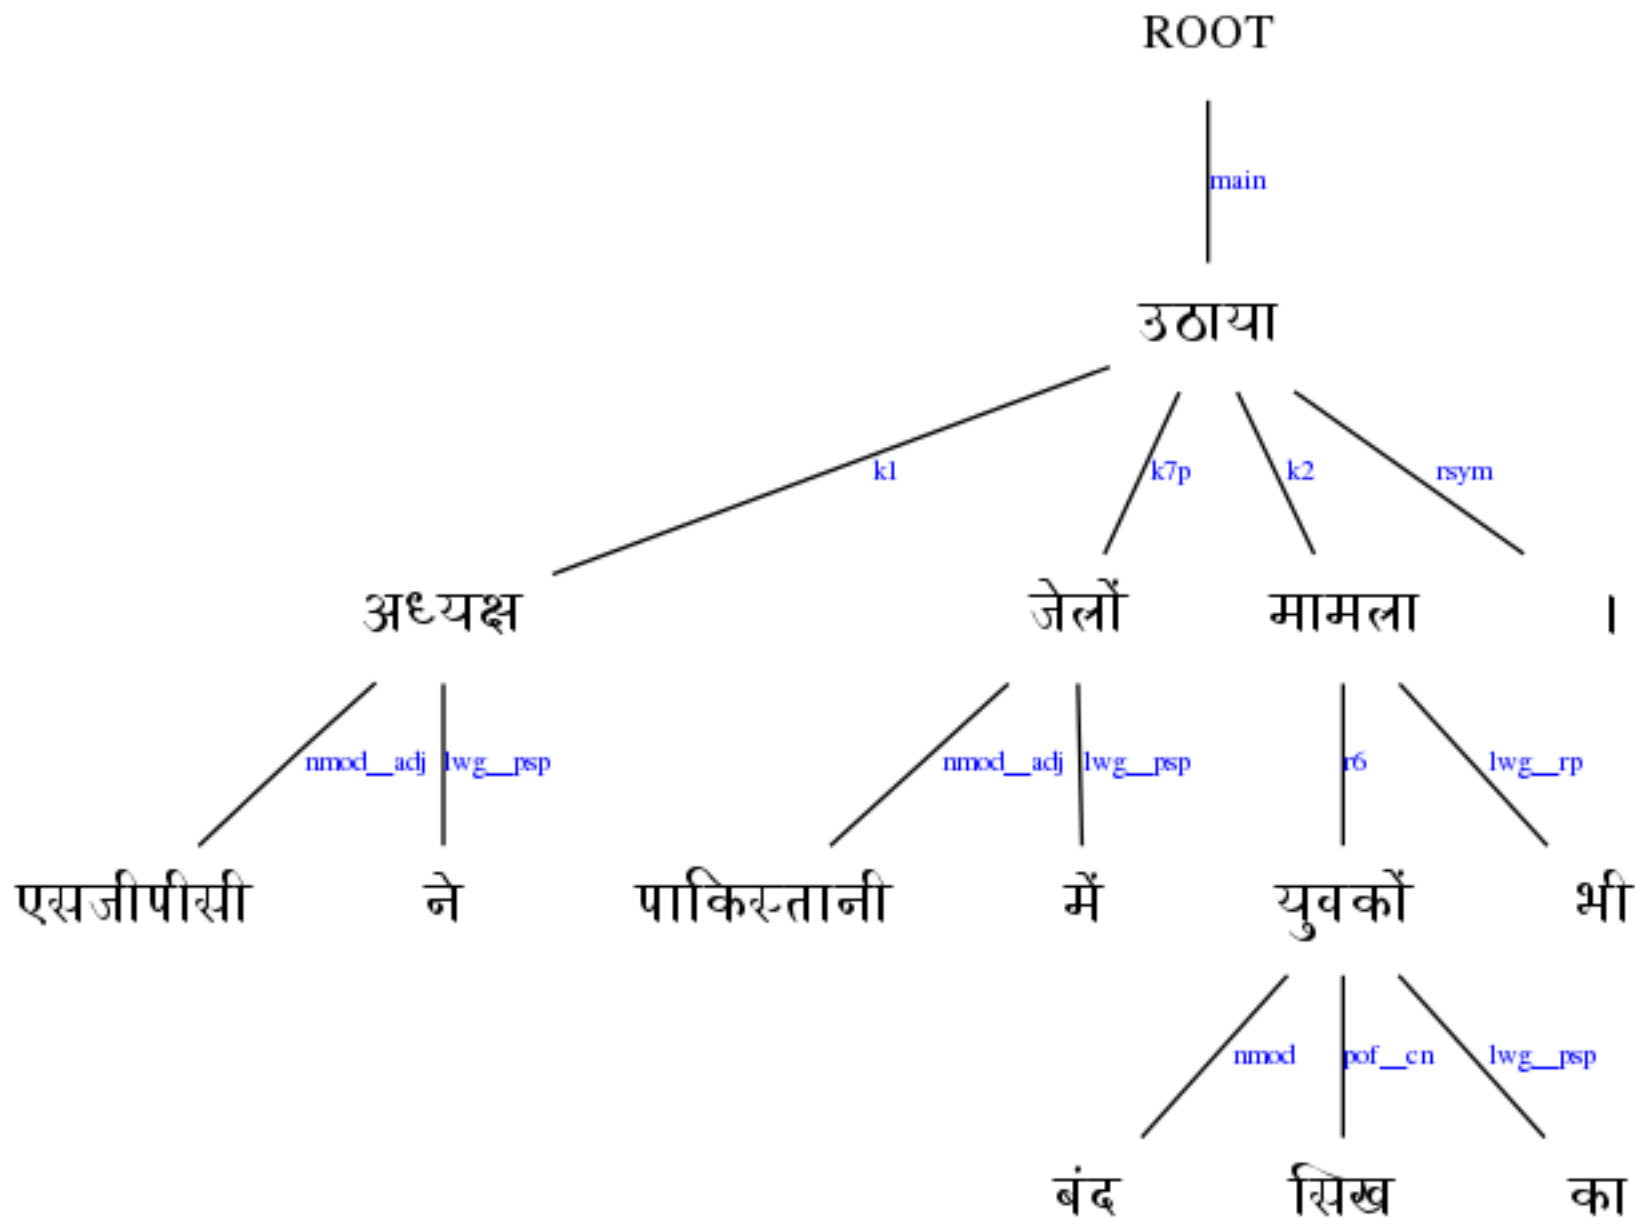 ROOT
main
उठाया
k1 k7p k2 rsym
अध्यक्ष जेलों मामला ।
nmod__adj lwg__psp nmod__adj lwg__psp r6 lwg__rp
एसजीपीसी ने पाकिस्तानी में युवकों भी
nmod pof__cn lwg__psp
बंद सिख का